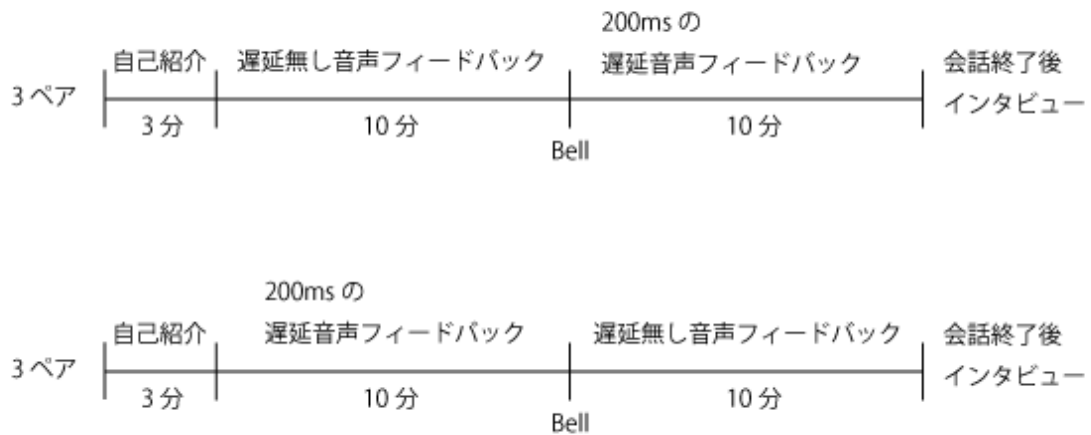 200ms の
自己紹介 遅延無し音声フィードバック 遅延音声フィードバック 会話終了後
3 ペア インタビュー
3 分 10 分 10 分
Bell
200ms の
自己紹介 遅延音声フィードバック 遅延無し音声フィードバック 会話終了後
3 ペア インタビュー
3 分 10 分 10 分
Bell